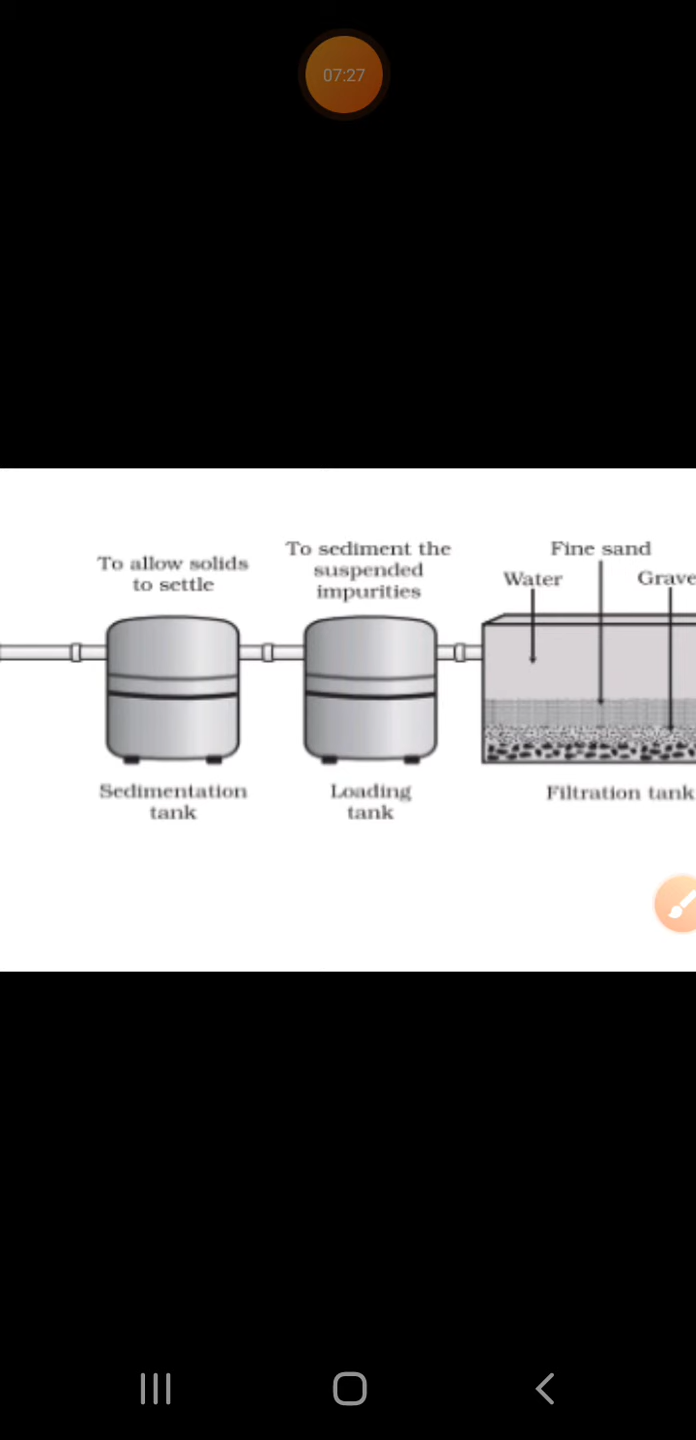 07:27
To allow solids
to settle
To sediment the
suspended
impurities
Fine sand
Water
Grave
Sedimentation
tank
Loading
tank
Filtration tank